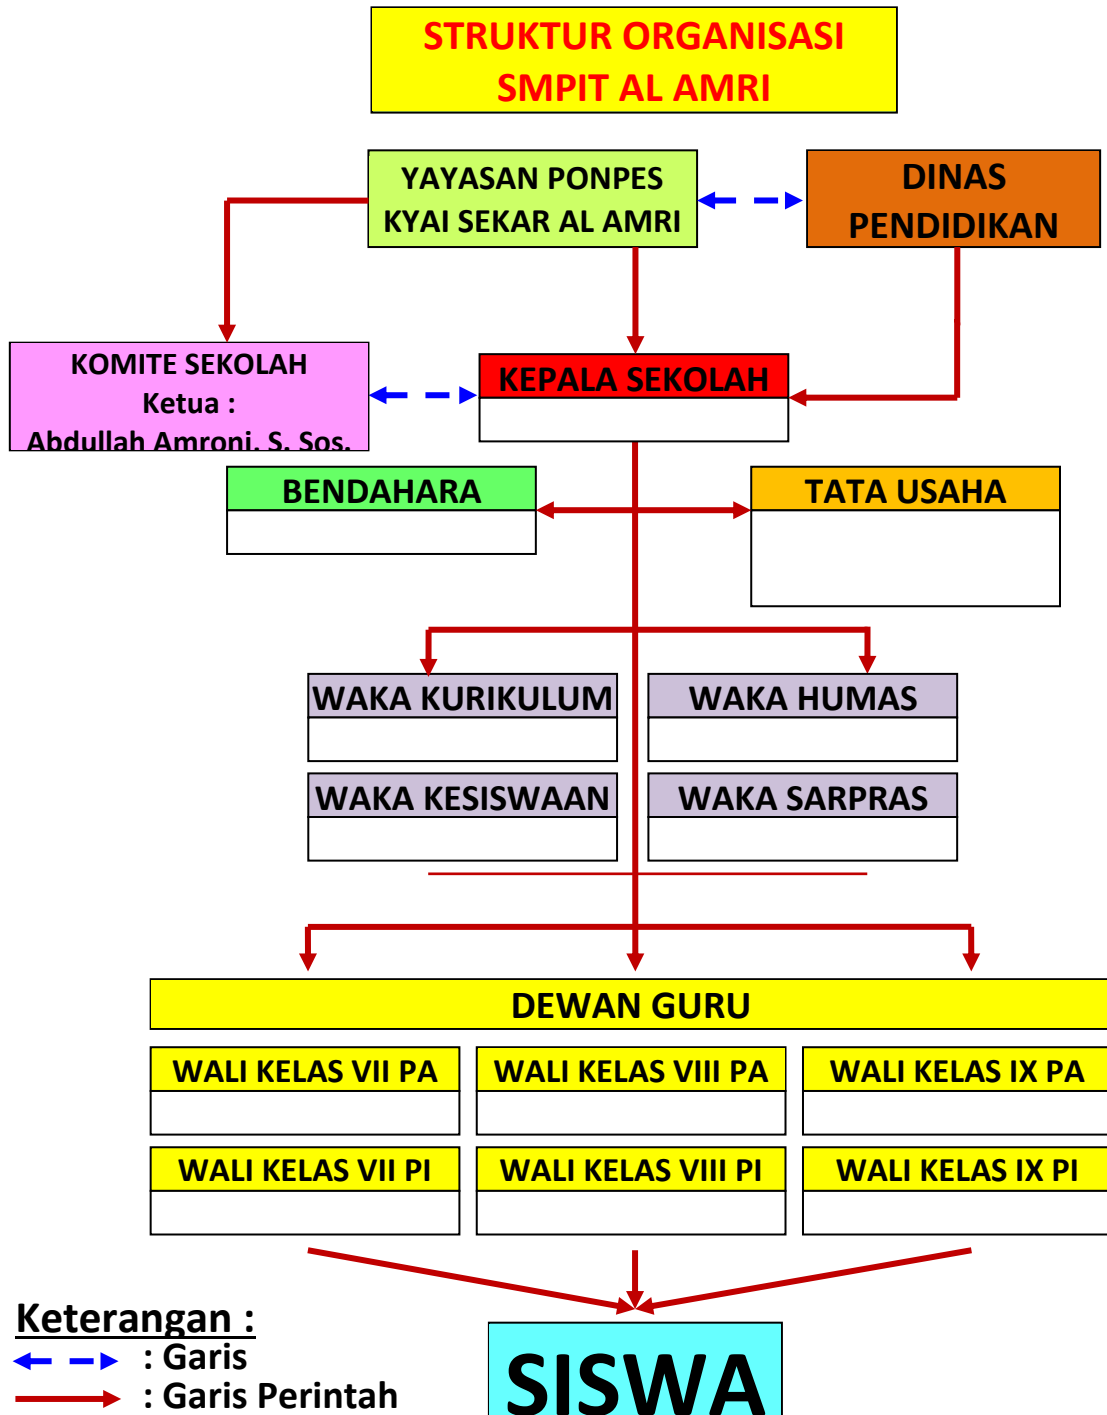 STRUKTUR ORGANISASI
SMPIT AL AMRI
YAYASAN PONPES
KYAI SEKAR AL AMRI
DINAS
PENDIDIKAN
KOMITE SEKOLAH
Ketua :
Abdullah Amroni. S. Sos.
KEPALA SEKOLAH
BENDAHARA
TATA USAHA
WAKA KURIKULUM
WAKA HUMAS
WAKA KESISWAAN
WAKA SARPRAS
DEWAN GURU
WALI KELAS VII PA
WALI KELAS VIII PA
WALI KELAS IX PA
WALI KELAS VII PI
WALI KELAS VIII PI
WALI KELAS IX PI
SISWA
Keterangan :
: Garis
: Garis Perintah